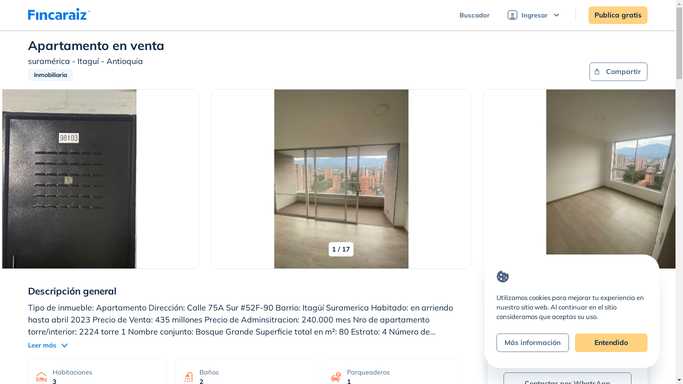 Fincaraiz
Buscador
Ingresar
Publica gratis
Apartamento en venta
suramérica - Itagui - Antioquia
Inmobiliaria
Compartir
98103
1 / 17
Descripción general
Tipo de inmueble: Apartamento Dirección: Calle 75A Sur #52F-90 Barrio: Itagüí Suramerica Habitado: en arriendo
hasta abril 2023 Precio de Venta: 435 millones Precio de Adminsitracion: 240.000 mes Nro de apartamento
torre/interior: 2224 torre 1 Nombre conjunto: Bosque Grande Superficie total en m²: 80 Estrato: 4 Número de...
Leer más
Habitaciones
3
Baños
2
Parqueaderos
1
Utilizamos cookies para mejorar tu experiencia en
nuestro sitio web. Al continuar en el sitio
consideramos que aceptas su uso.
Más información
Entendido
Contactar por WhatsApp